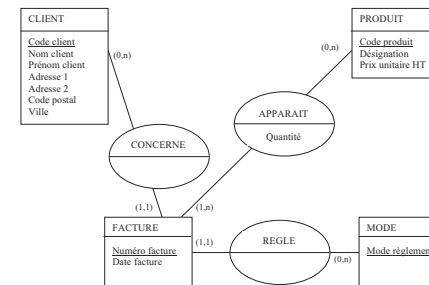 CLIENT
Code client
Nom client
Prénom client
Adresse 1
Adresse 2
Code postal
Ville
(0,n)
PRODUIT
Code produit
Désignation
Prix unitaire HT
(0,n)
APPARAIT
Quantité
CONCERNE
(1,1)
(1,n)
FACTURE
Numéro facture
Date facture
(1,1)
REGLE
(0,n)
MODE
Mode règlement